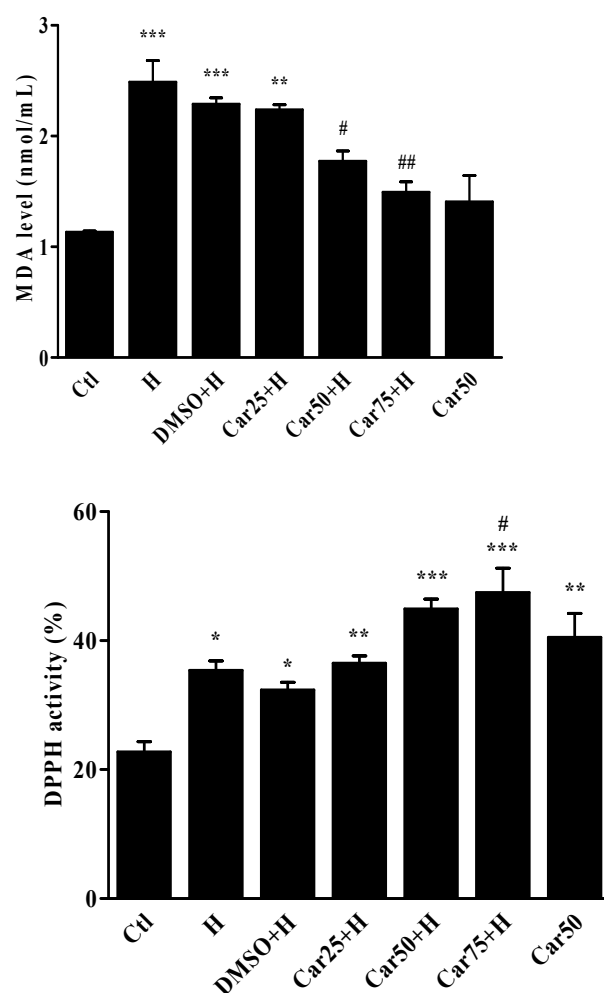 3
2
1
0
MDA level (nmol/mL)
***
***
**
#
##
Ctl
H
DMSO+H
Car25+H
Car50+H
Car75+H
Car50
60
40
20
0
DPPH activity (%)
*
*
**
***
#
***
**
Ctl
H
DMSO+H
Car25+H
Car50+H
Car75+H
Car50